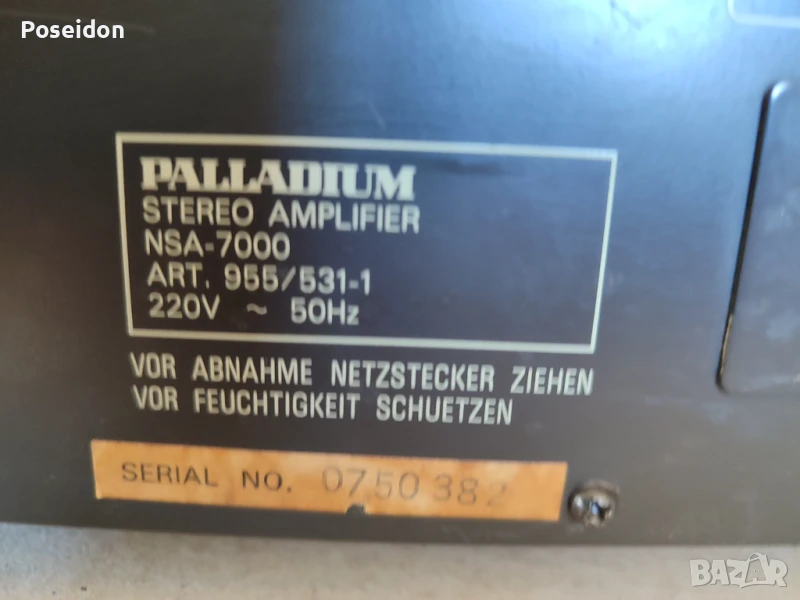 Poseidon
PALLADIUM
STEREO AMPLIFIER
NSA-7000
ART. 955/531-1
220V ~ 50Hz
VOR ABNAHME NETZSTECKER ZIEHEN
VOR FEUCHTIGKEIT SCHUETZEN
SERIAL NO. 0750382
BAZAR